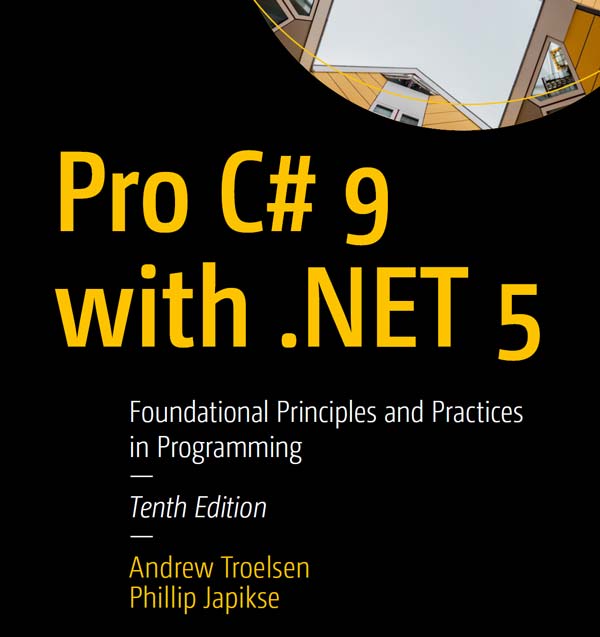 Pro C# 9
with .NET 5
Foundational Principles and Practices
in Programming
Tenth Edition
Andrew Troelsen
Phillip Japikse